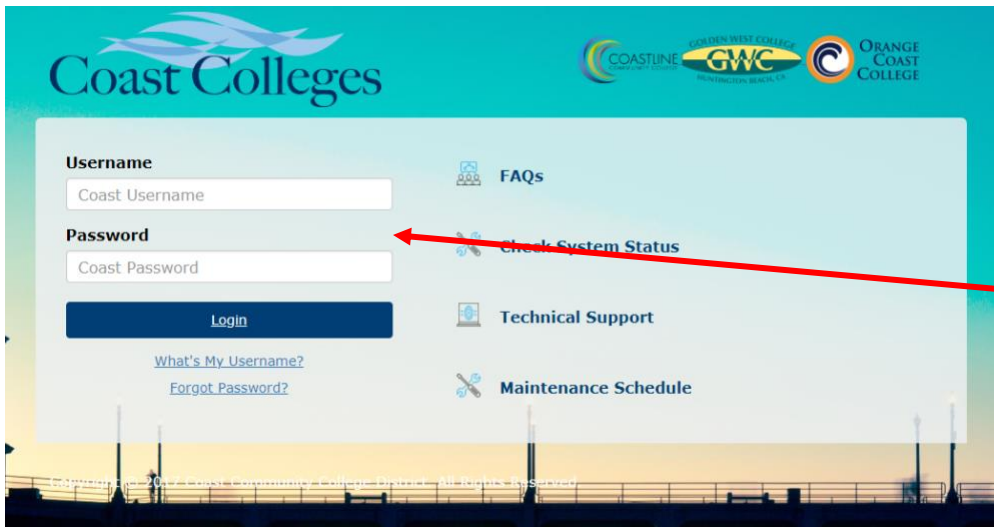 Coast Colleges
COASTLINE
COMMUNITY COLLEGE
GOLDEN WEST COLLEGE
GWC
HUNTINGTON BEACH, CA
ORANGE
COAST
COLLEGE
Username
Coast Username
Password
Coast Password
Login
What's My Username?
Forgot Password?
FAQs
Check System Status
Technical Support
Maintenance Schedule
Copyright © 2017 Coast Community College District. All Rights Reserved